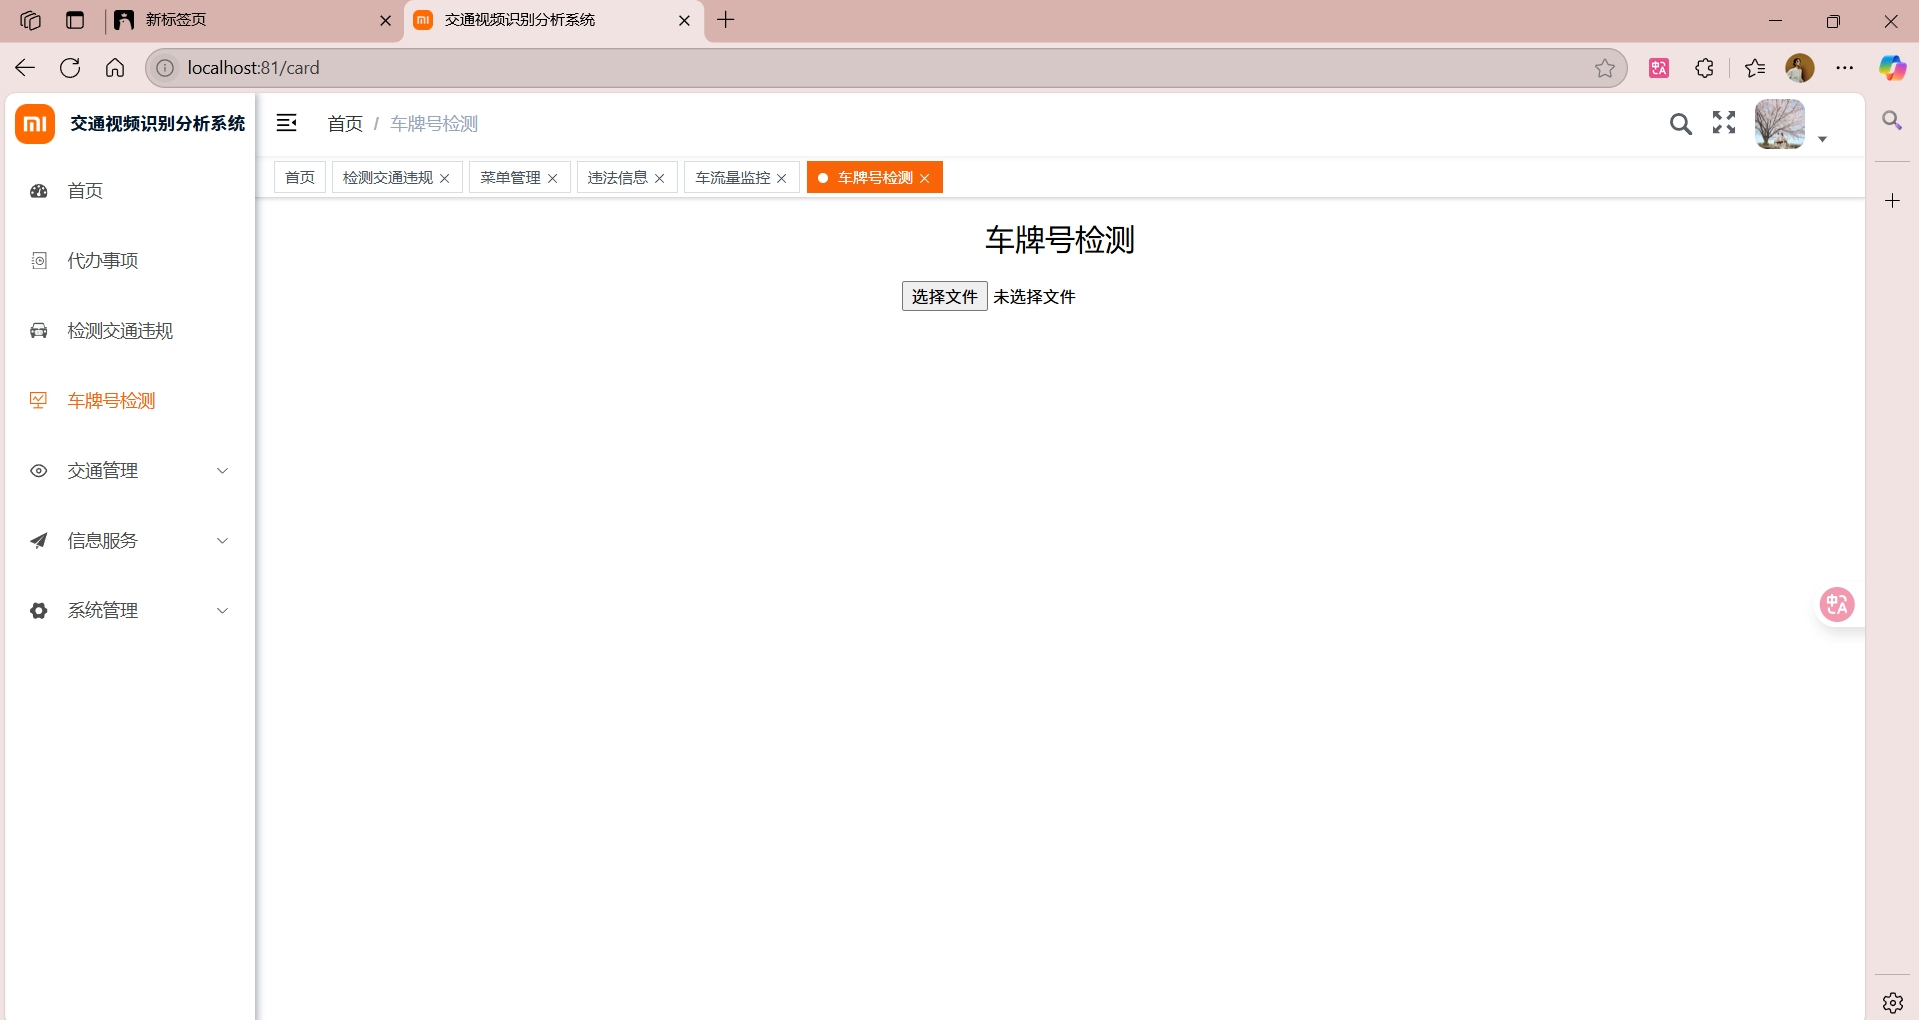 新标签页
交通视频识别分析系统
localhost:81/card
mi 交通视频识别分析系统
首页 / 车牌号检测
首页 检测交通违规 菜单管理 违法信息 车流量监控 车牌号检测
首页
代办事项
检测交通违规
车牌号检测
交通管理
信息服务
系统管理
车牌号检测
选择文件 未选择文件